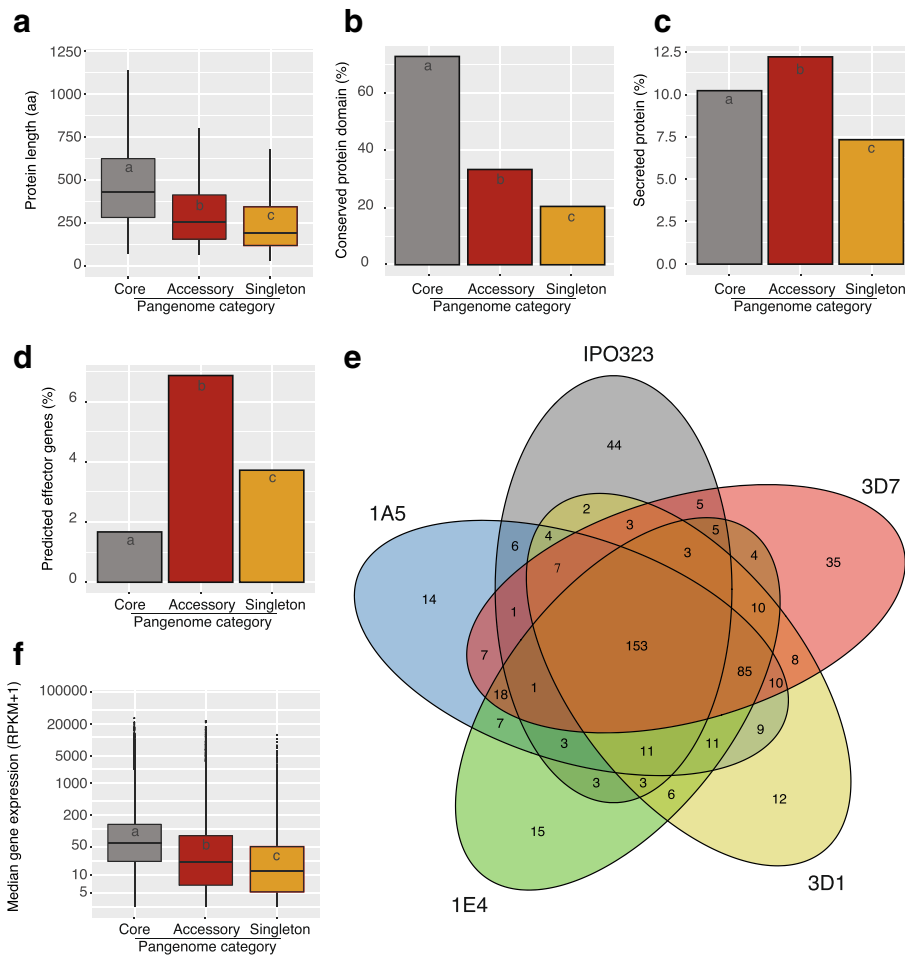 a
Protein length (aa)
1250
1000
750
500
250
0
a
b
c
Core Accessory Singleton
Pangenome category
b
Conserved protein domain (%)
60
40
20
0
a
b
c
Core Accessory Singleton
Pangenome category
c
Secreted protein (%)
12.5
10.0
7.5
5.0
2.5
0.0
a
b
c
Core Accessory Singleton
Pangenome category
d
Predicted effector genes (%)
6
4
2
0
a
b
c
Core Accessory Singleton
Pangenome category
e
IPO323
3D7
1A5
3D1
1E4
44
5
2
3
5
4
6
4
7
3
35
14
1
10
153
7
8
85
10
1
18
7
9
3
11
11
3
3
6
12
15
f
Median gene expression (RPKM+1)
100000
20000
5000
1000
200
50
10
5
a
b
c
Core Accessory Singleton
Pangenome category